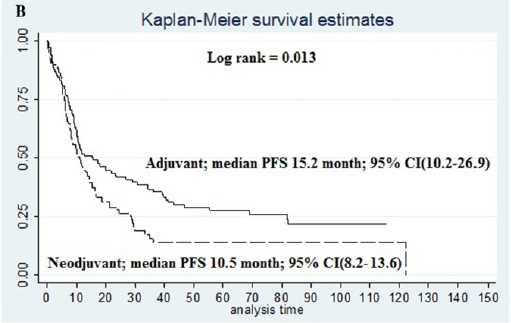 B
Kaplan-Meier survival estimates
Log rank = 0.013
1.00
0.75
0.50
0.25
0.00
Adjuvant; median PFS 15.2 month; 95% CI(10.2-26.9)
Neodjuvant; median PFS 10.5 month; 95% CI(8.2-13.6)
0 10 20 30 40 50 60 70 80 90 100 110 120 130 140 150
analysis time